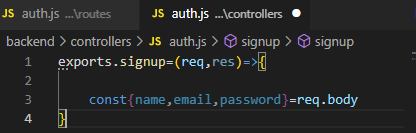 JS auth.js ...\routes JS auth.js ...\controllers
backend > controllers > JS auth.js > signup > signup
1 exports.signup=(req,res)=>{
2
3 const{name,email,password}=req.body
4 }